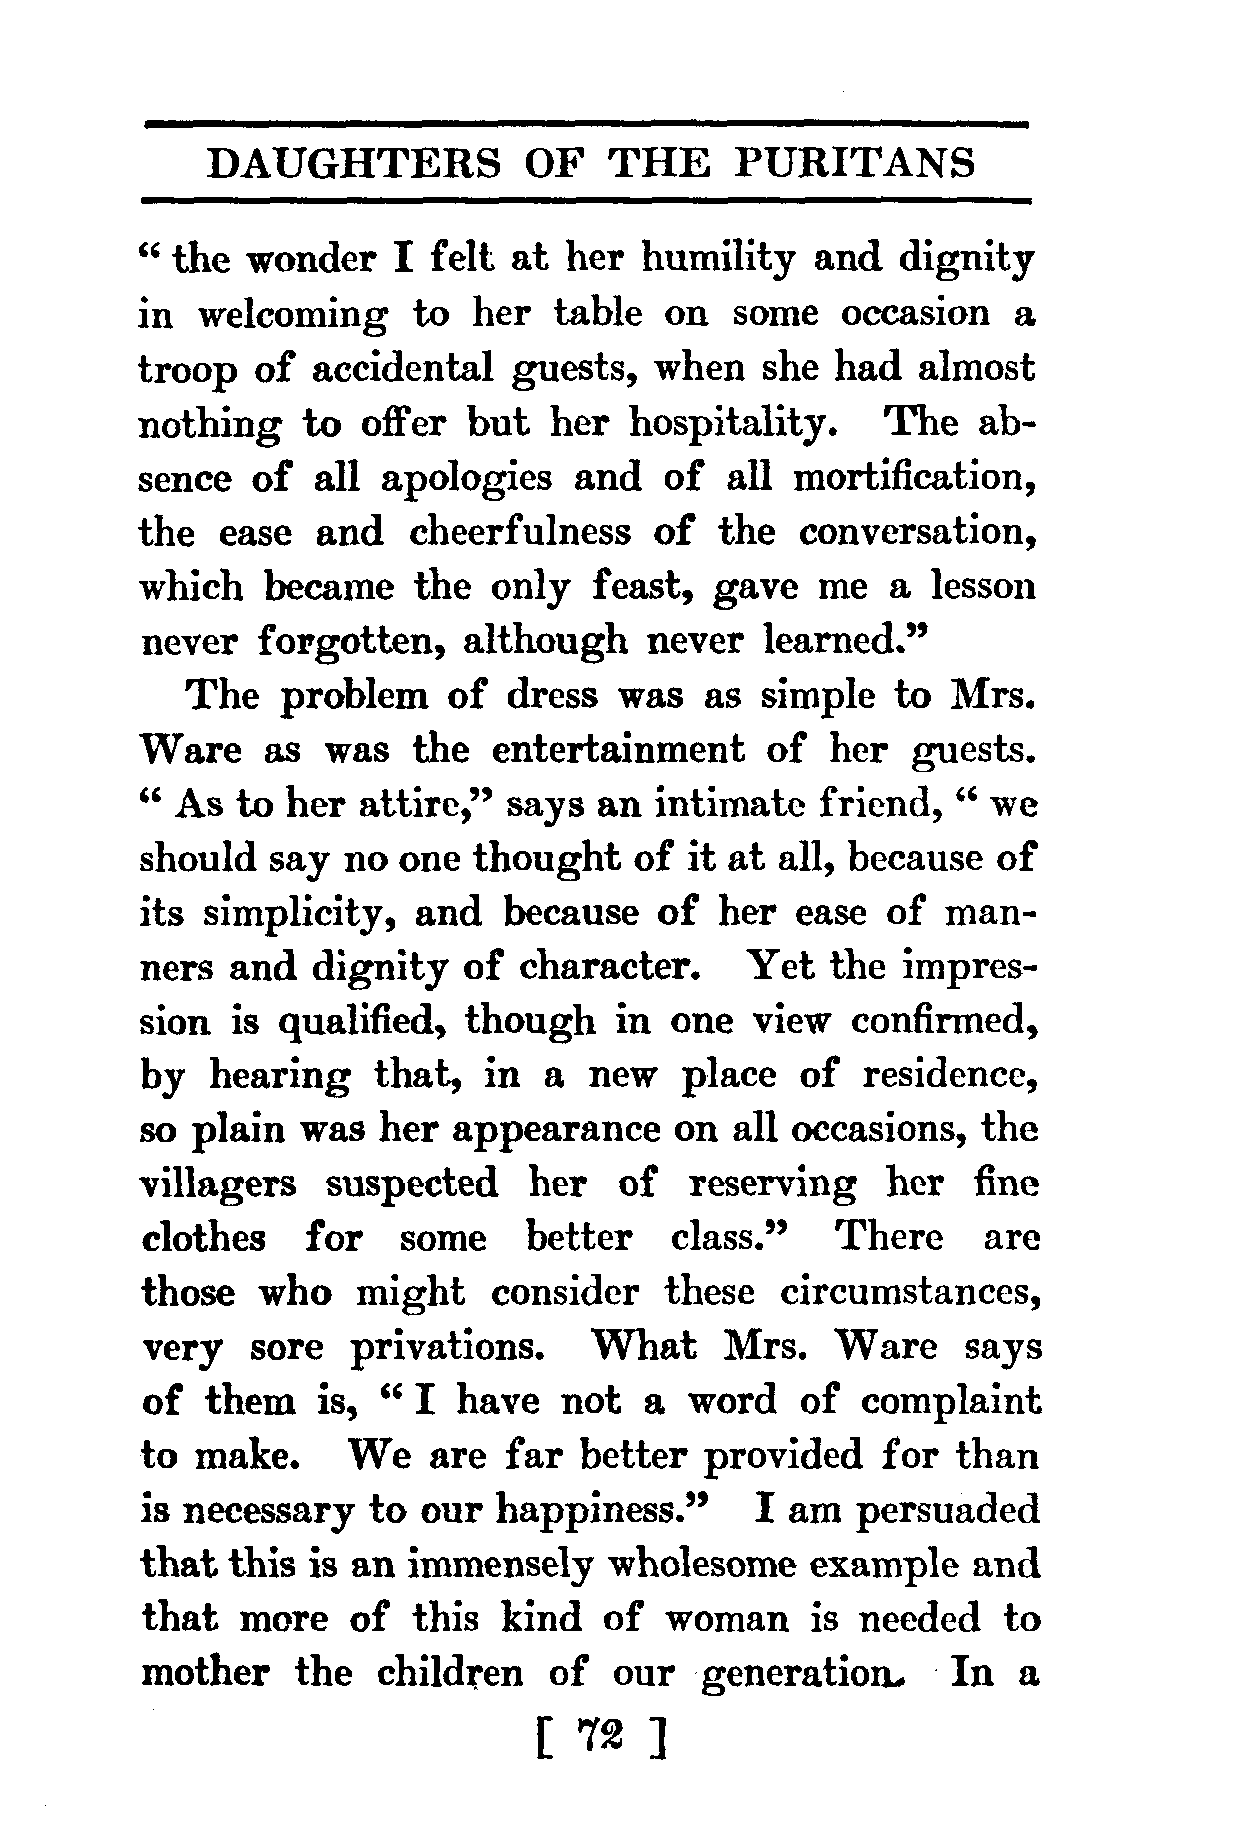 DAUGHTERS OF THE PURITANS
“ the wonder I felt at her humility and dignity
in welcoming to her table on some occasion a
troop of accidental guests, when she had almost
nothing to offer but her hospitality. The ab-
sence of all apologies and of all mortification,
the ease and cheerfulness of the conversation,
which became the only feast, gave me a lesson
never forgotten, although never learned.”
The problem of dress was as simple to Mrs.
Ware as was the entertainment of her guests.
“ As to her attire,” says an intimate friend, “ we
should say no one thought of it at all, because of
its simplicity, and because of her ease of man-
ners and dignity of character. Yet the impres-
sion is qualified, though in one view confirmed,
by hearing that, in a new place of residence,
so plain was her appearance on all occasions, the
villagers suspected her of reserving her fine
clothes for some better class.” There are
those who might consider these circumstances,
very sore privations. What Mrs. Ware says
of them is, “ I have not a word of complaint
to make. We are far better provided for than
is necessary to our happiness.” I am persuaded
that this is an immensely wholesome example and
that more of this kind of woman is needed to
mother the children of our generation. In a
[ 72 ]